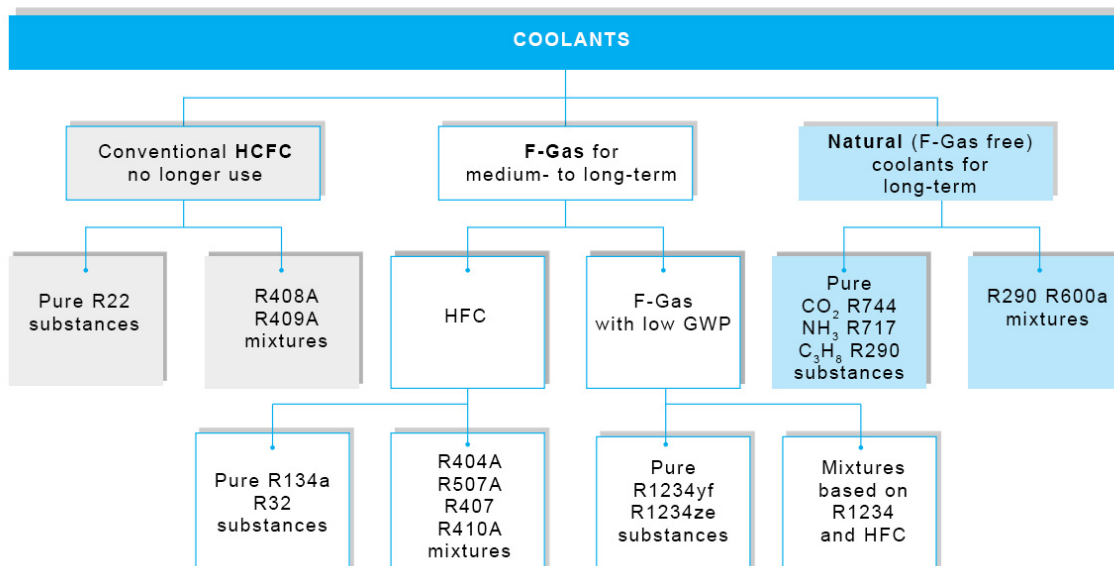 COOLANTS
Conventional HCFC
no longer use
F-Gas for
medium- to long-term
Natural (F-Gas free)
coolants for
long-term
Pure R22
substances
R408A
R409A
mixtures
HFC
F-Gas
with low GWP
Pure
CO₂ R744
NH₃ R717
C₃H₈ R290
substances
R290 R600a
mixtures
Pure R134a
R32
substances
R404A
R507A
R407
R410A
mixtures
Pure
R1234yf
R1234ze
substances
Mixtures
based on
R1234
and HFC